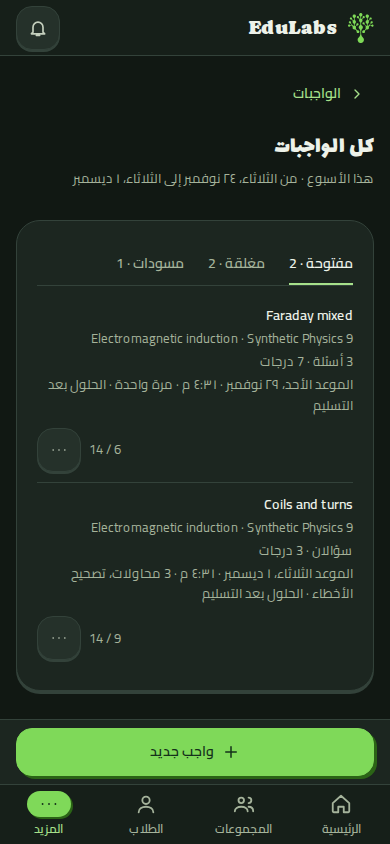 EduLabs
الواجبات
كل الواجبات
هذا الأسبوع · من الثلاثاء، ٢٤ نوفمبر إلى الثلاثاء، ١ ديسمبر
مفتوحة · 2
مغلقة · 2
مسودات · 1
Faraday mixed
Electromagnetic induction · Synthetic Physics 9
3 أسئلة · 7 درجات
الموعد الأحد، ٢٩ نوفمبر · ٤:٣١ م · مرة واحدة · الحلول بعد
التسليم
14 / 6
Coils and turns
Electromagnetic induction · Synthetic Physics 9
سؤالان · 3 درجات
الموعد الثلاثاء، ١ ديسمبر · ٤:٣١ م · 3 محاولات، تصحيح
الأخطاء · الحلول بعد التسليم
14 / 9
واجب جديد
الرئيسية
المجموعات
الطلاب
المزيد